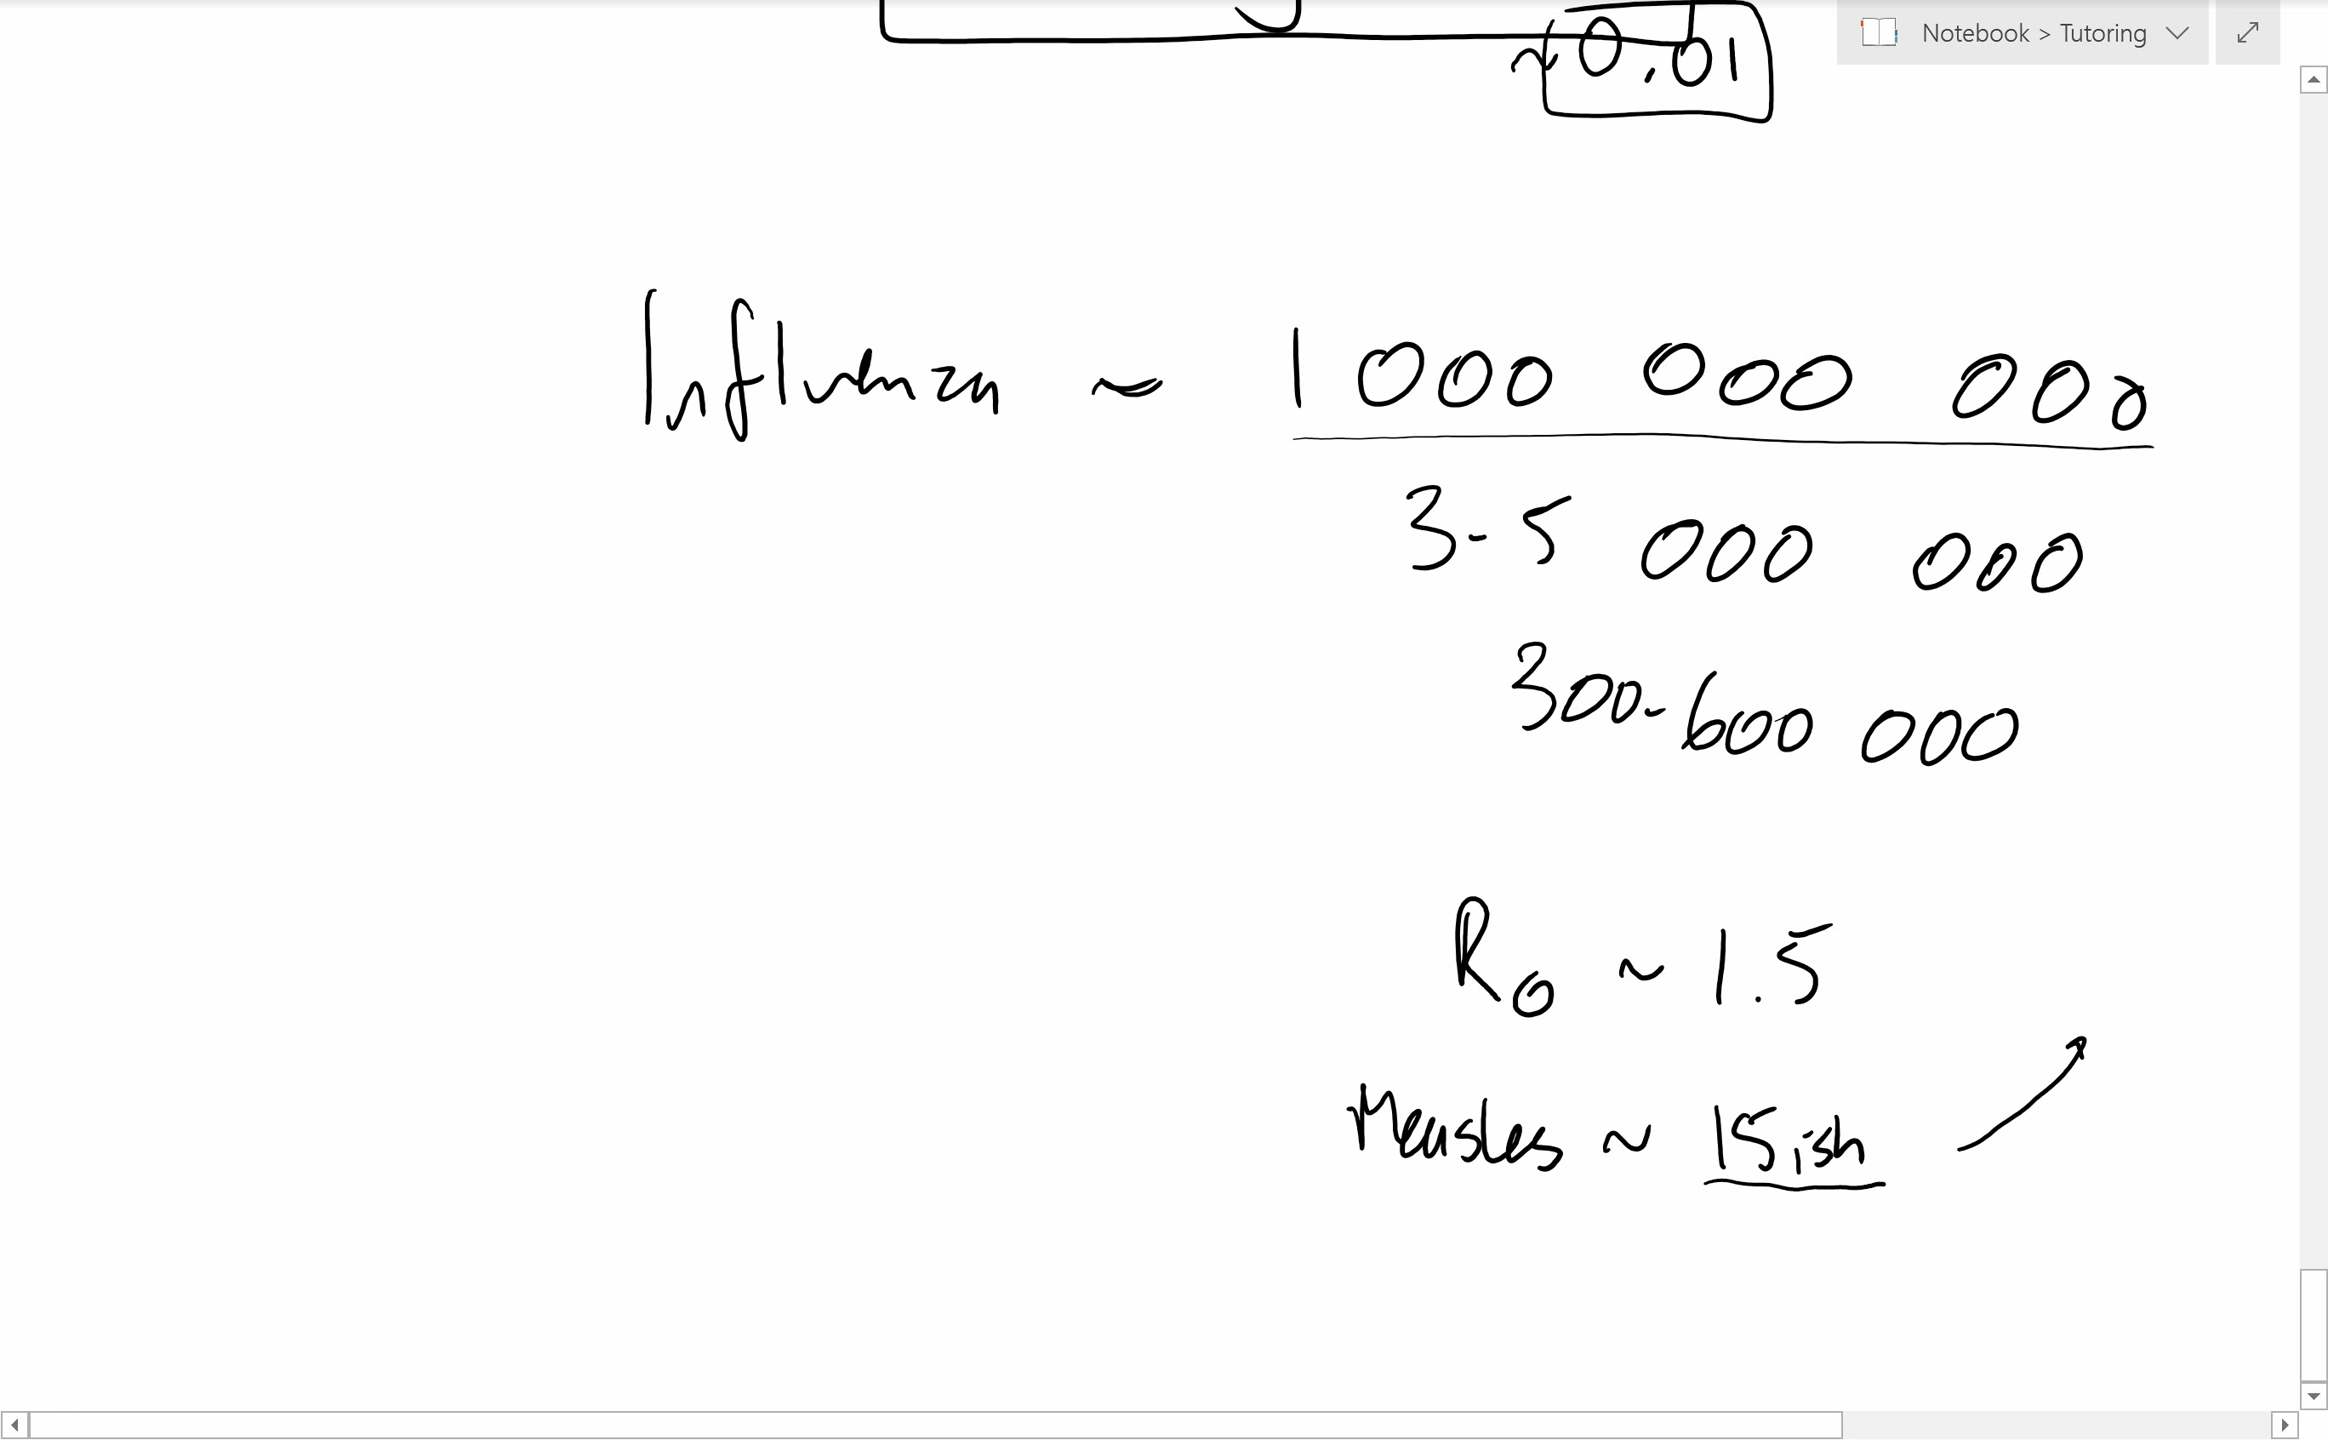 Notebook > Tutoring
~ 0.01
Influenza ~ 1 000 000 000
3-5 000 000
300-600 000
R0 ~ 1.5
Measles ~ 15ish